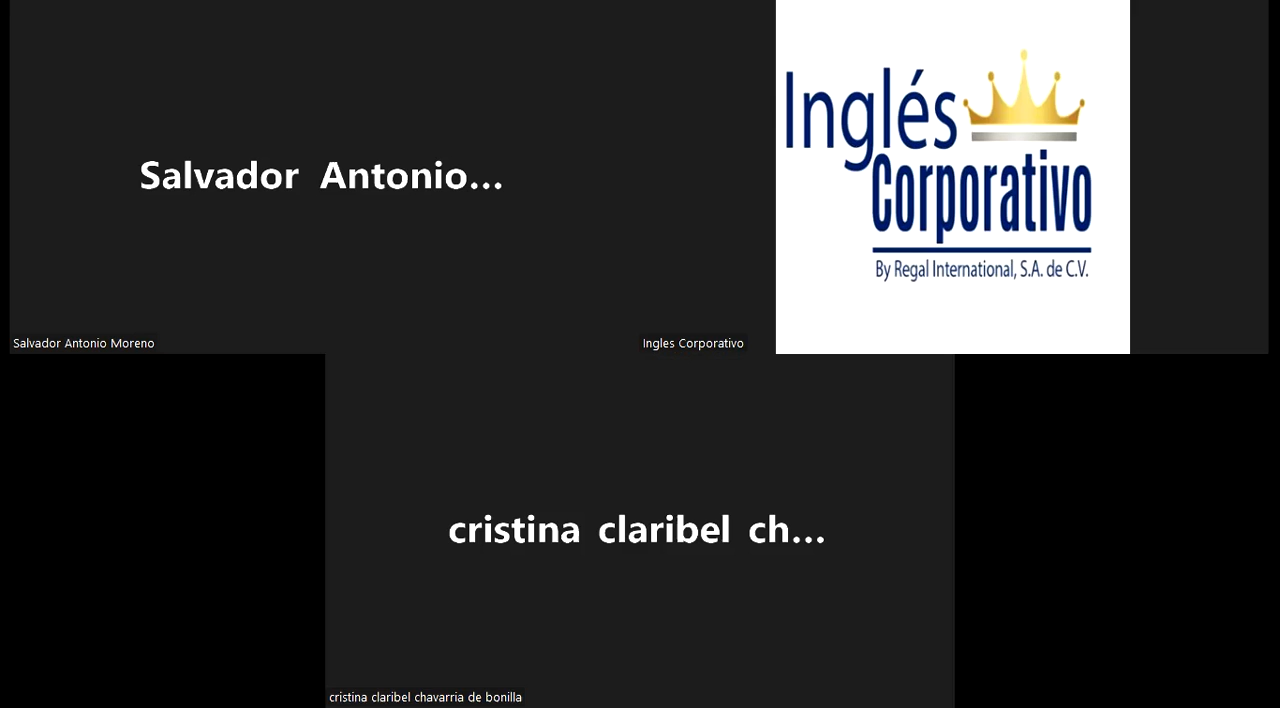 Salvador Antonio...
Inglés
Corporativo
By Regal International, S.A. de C.V.
Salvador Antonio Moreno
Ingles Corporativo
cristina claribel ch...
cristina claribel chavarria de bonilla